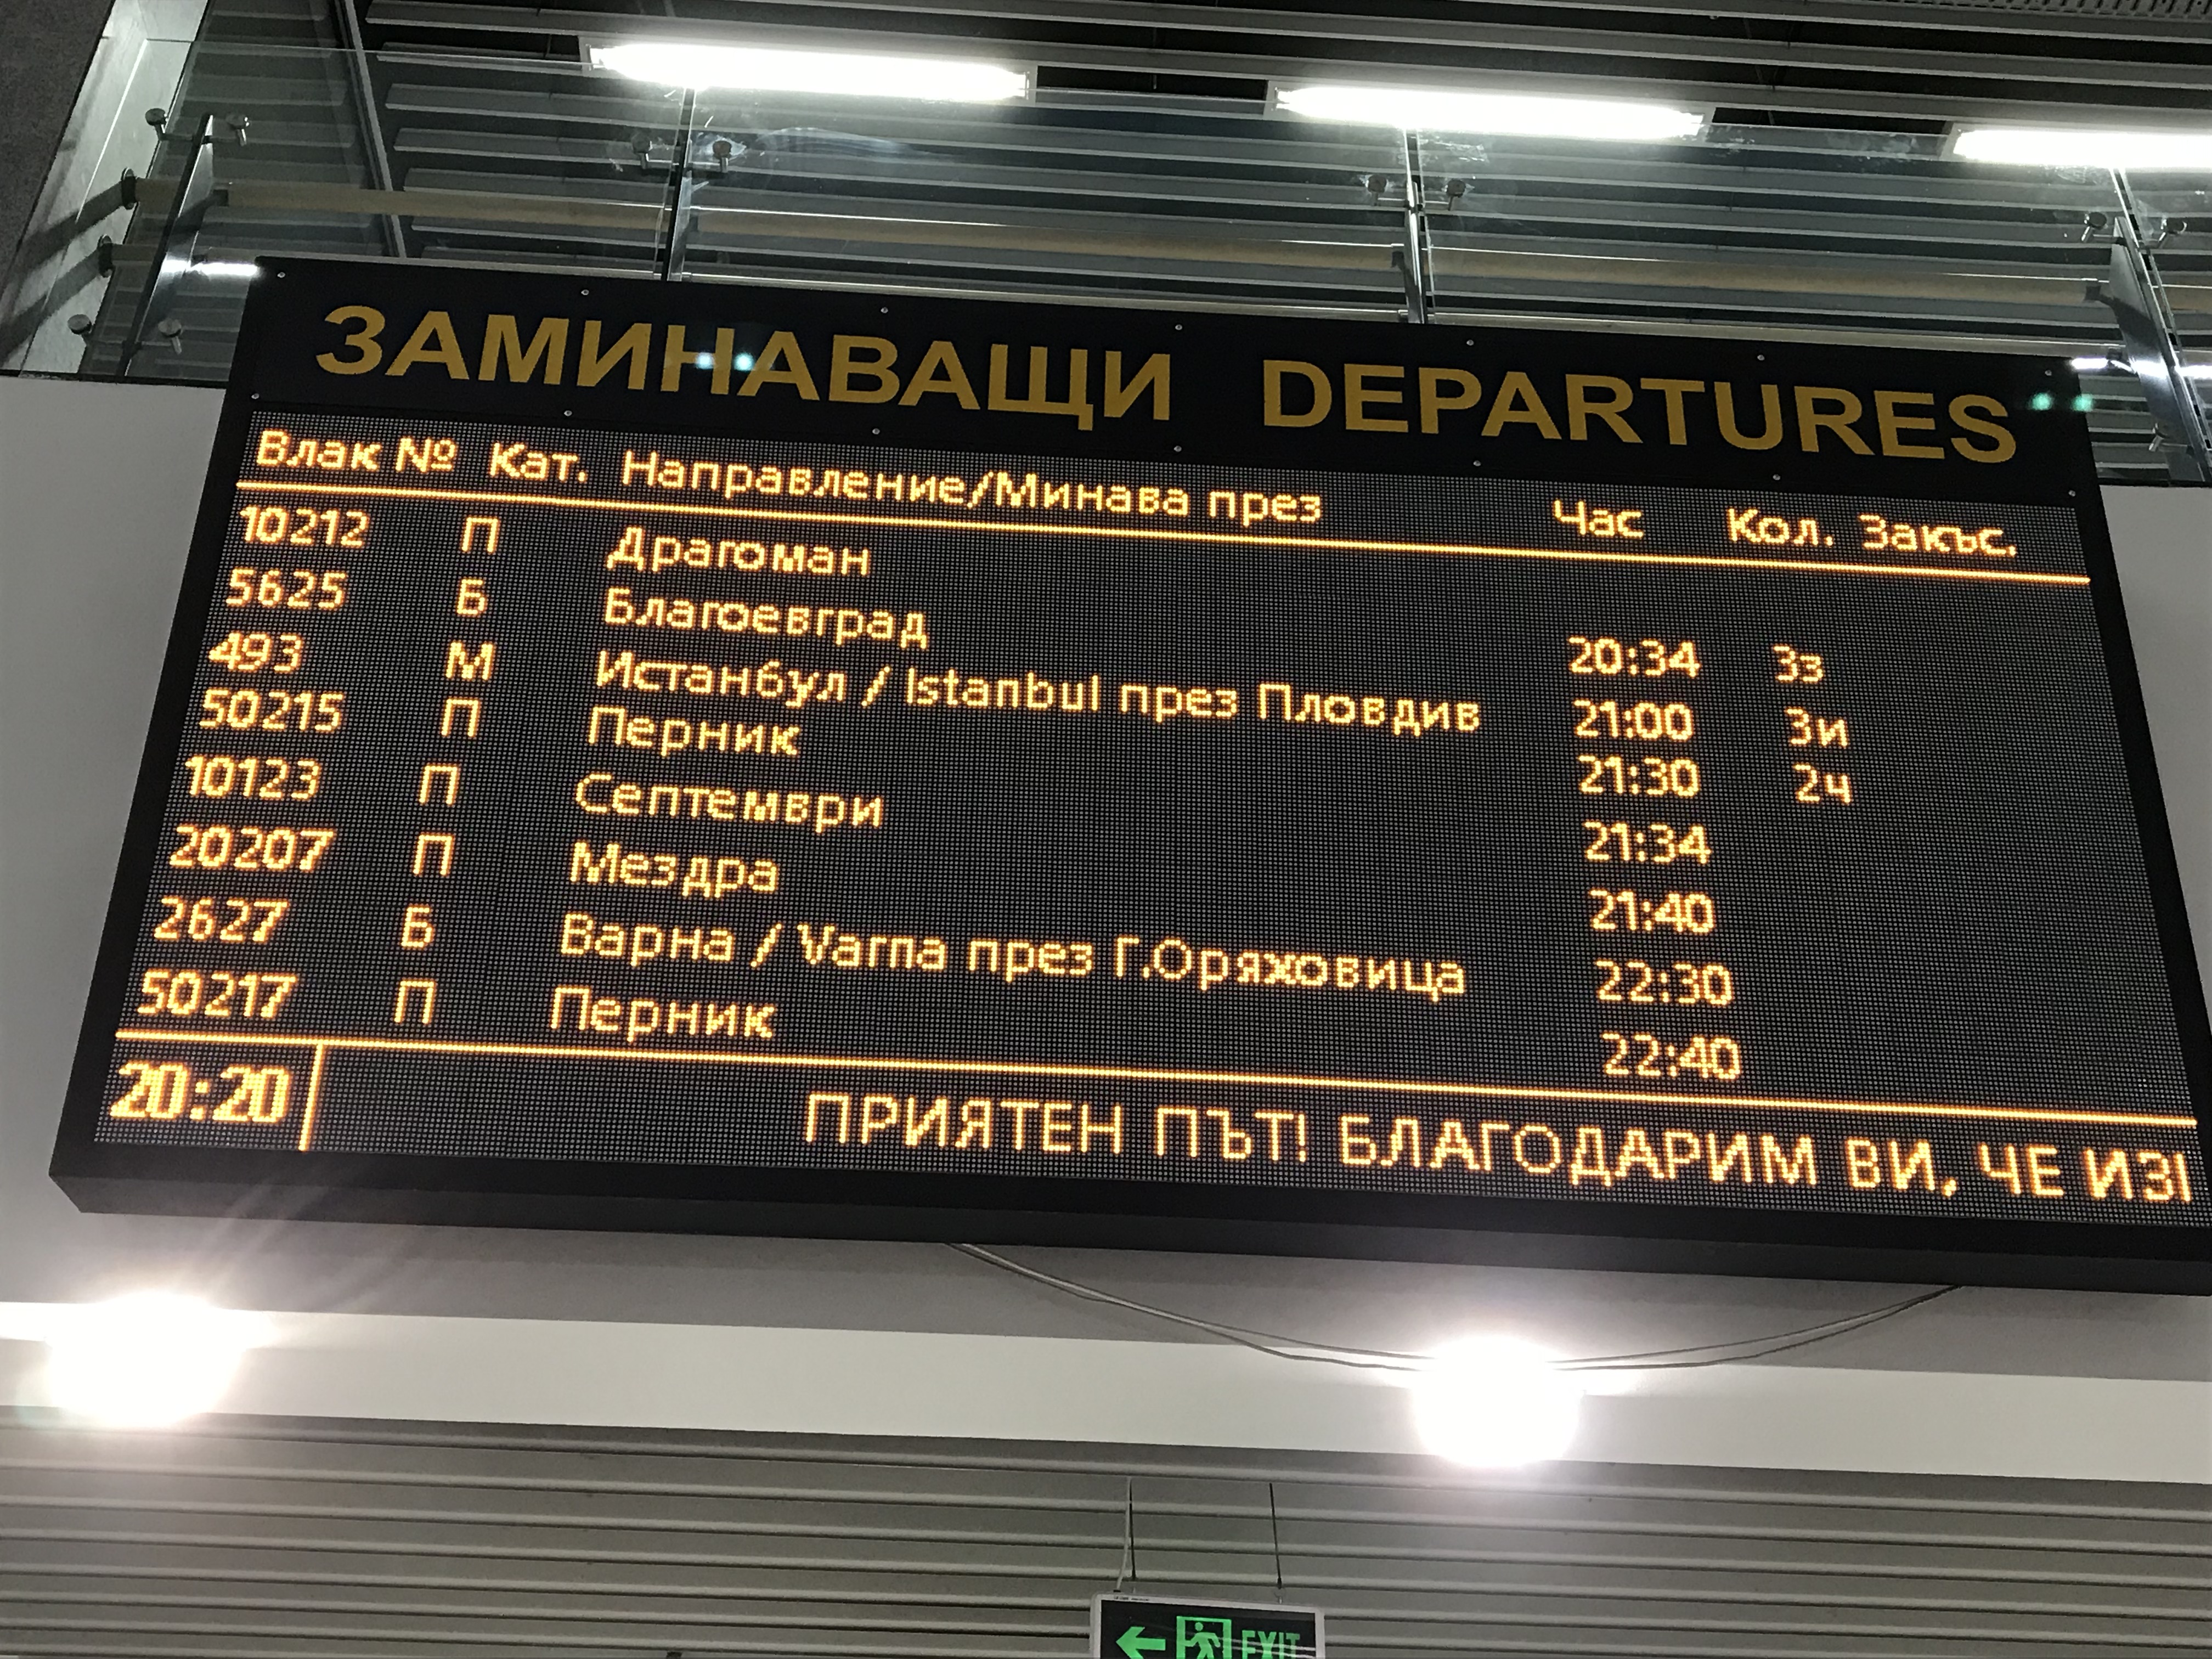 ЗАМИНАВАЩИ DEPARTURES
Влак № Кат. Направление/Минава през Час Кол. Закъс.
10212 П Драгоман
5625 Б Благоевград 20:34 3з
493 М Истанбул / Istanbul през Пловдив 21:00 3и
50215 П Перник 21:30 2ч
10123 П Септември 21:34
20207 П Мездра 21:40
2627 Б Варна / Varna през Г.Оряховица 22:30
50217 П Перник 22:40
20:20 ПРИЯТЕН ПЪТ! БЛАГОДАРИМ ВИ, ЧЕ ИЗ
EXIT